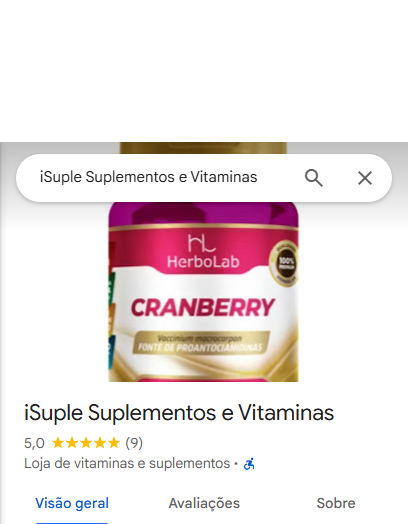 iSuple Suplementos e Vitaminas
HL
HerboLab
100%
PREMIUM
CRANBERRY
Vaccinium macrocarpon
FONTE DE PROANTOCIANIDINAS
iSuple Suplementos e Vitaminas
5,0 ★★★★★ (9)
Loja de vitaminas e suplementos ·
Visão geral Avaliações Sobre